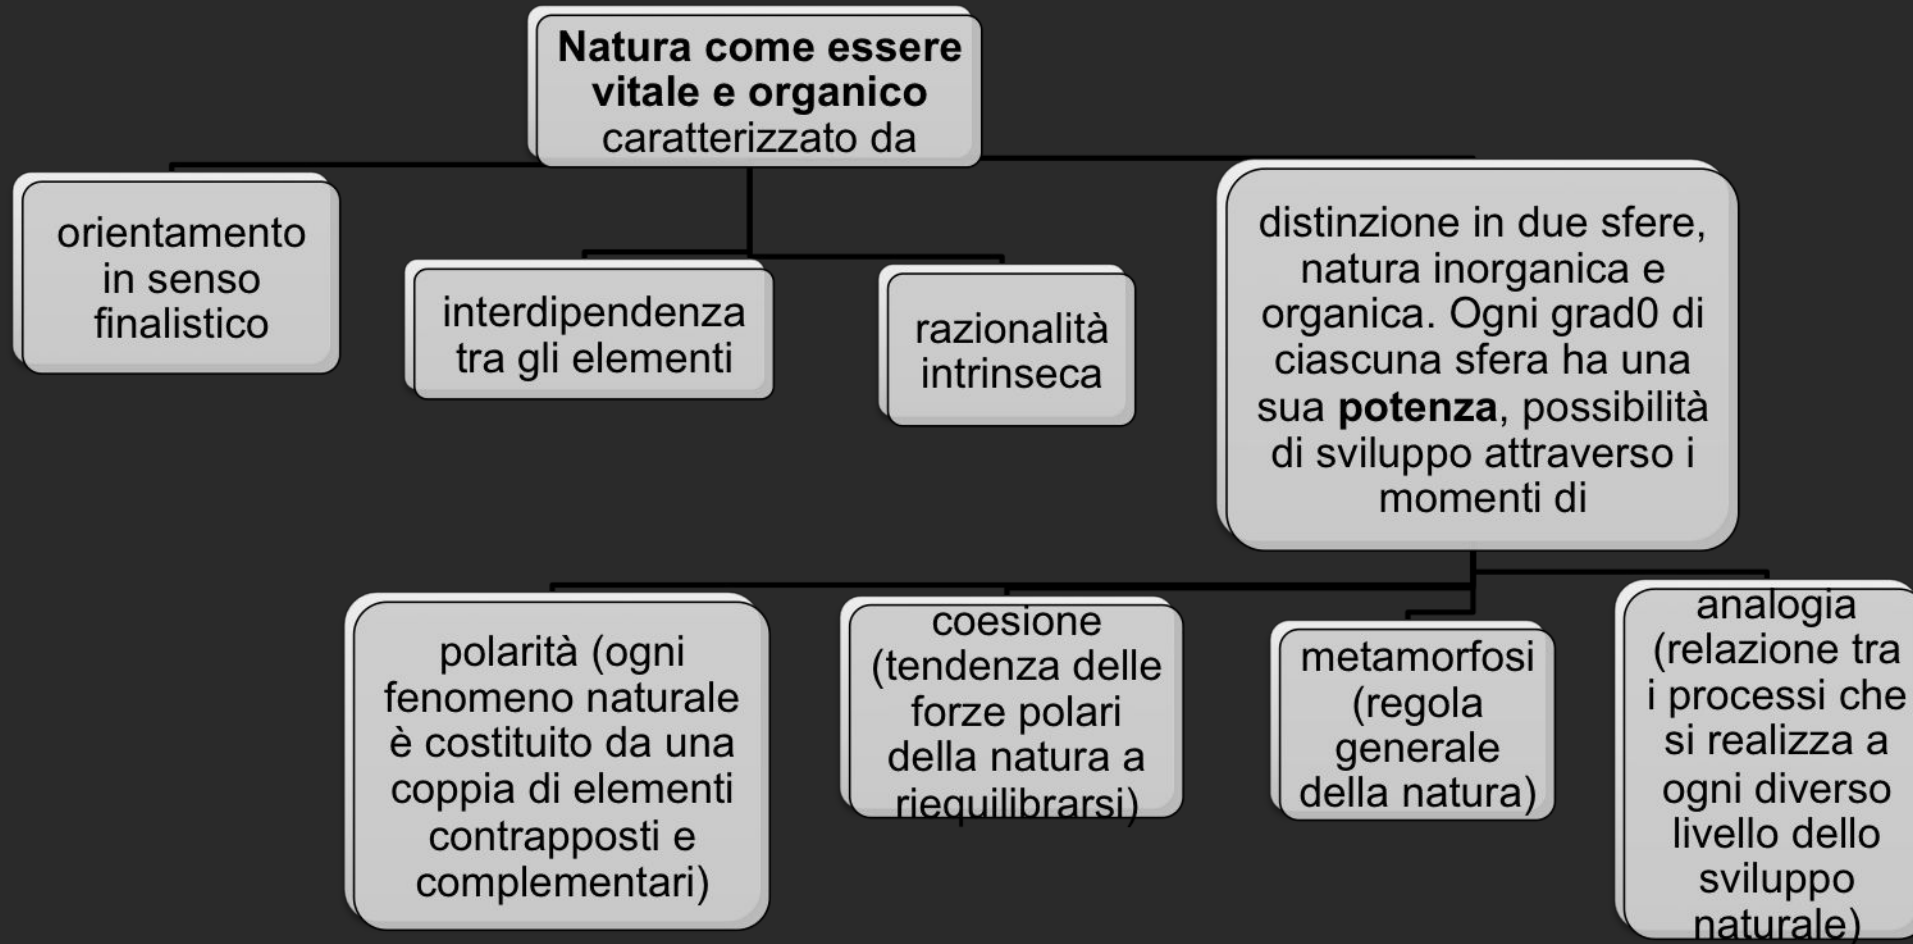 Natura come essere
vitale e organico
caratterizzato da
orientamento
in senso
finalistico
interdipendenza
tra gli elementi
razionalità
intrinseca
distinzione in due sfere,
natura inorganica e
organica. Ogni grad0 di
ciascuna sfera ha una
sua potenza, possibilità
di sviluppo attraverso i
momenti di
polarità (ogni
fenomeno naturale
è costituito da una
coppia di elementi
contrapposti e
complementari)
coesione
(tendenza delle
forze polari
della natura a
riequilibrarsi)
metamorfosi
(regola
generale
della natura)
analogia
(relazione tra
i processi che
si realizza a
ogni diverso
livello dello
sviluppo
naturale)